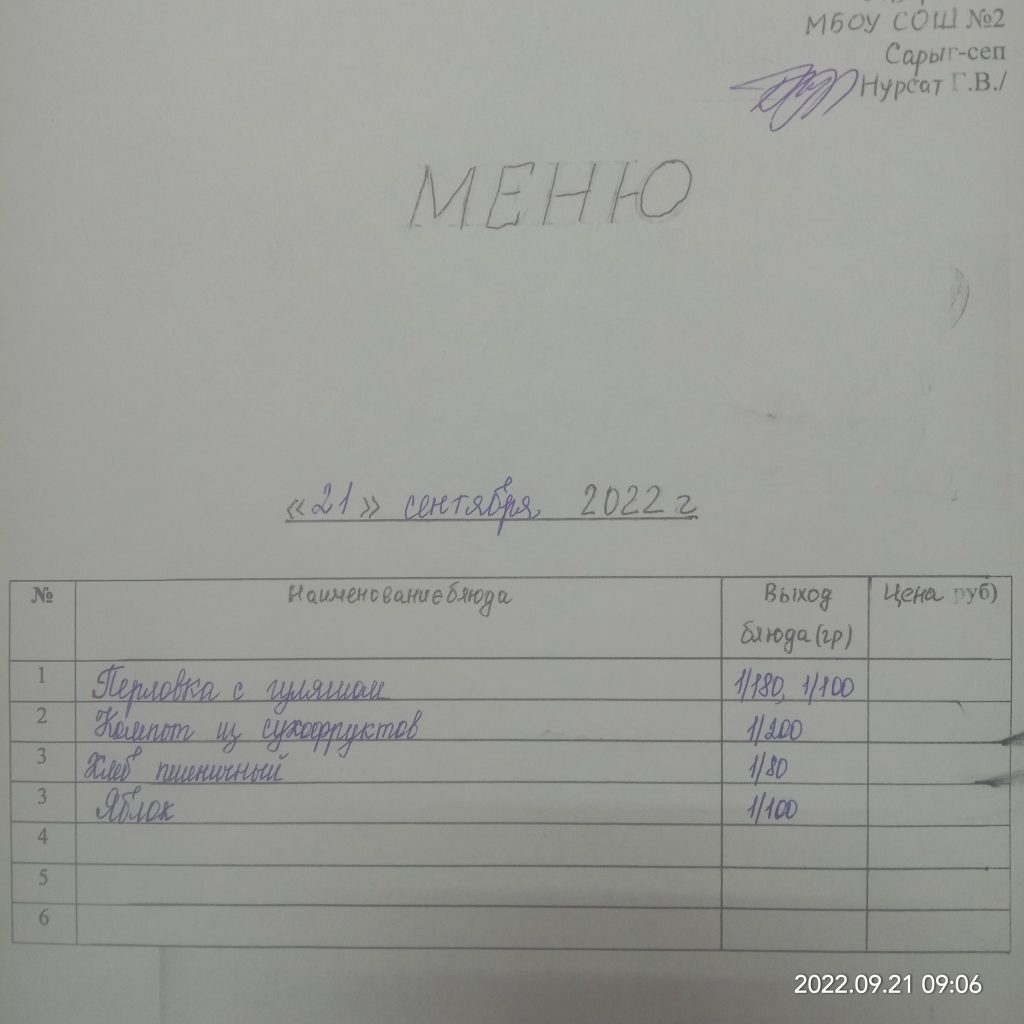 МБОУ СОШ №2
Сарыг-сеп
Нурсат Г.В./
МЕНЮ
«21» сентября 2022 г
№ Наименование блюда Выход блюда (гр) Цена руб)
1 Перловка с гуляшом 1/180, 1/100
2 Компот из сухофруктов 1/200
3 Хлеб пшеничный 1/80
3 Яблок 1/100
4
5
6
2022.09.21 09:06